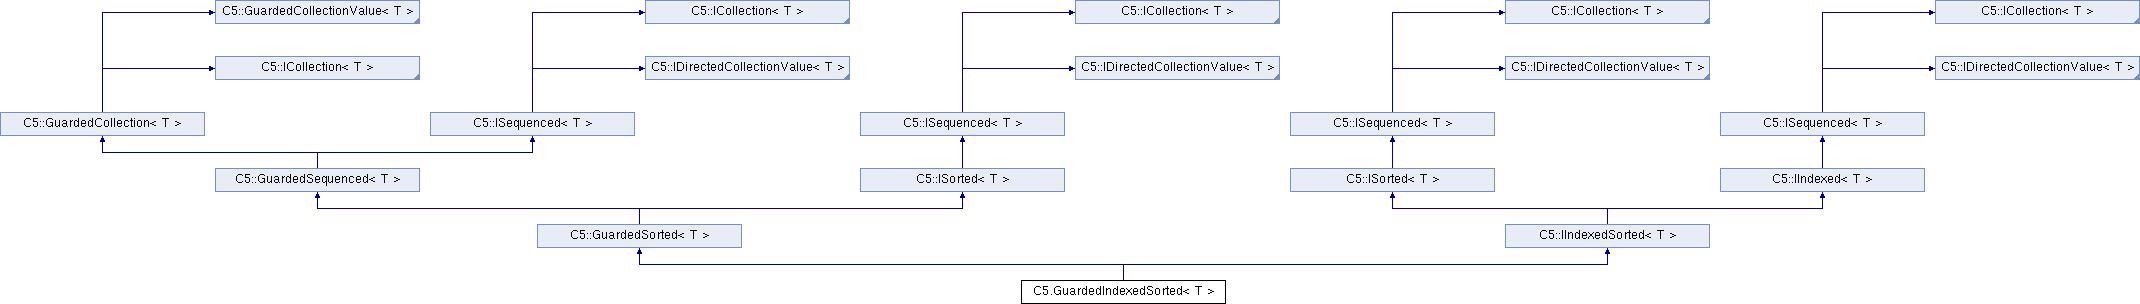 C5::GuardedCollectionValue< T >
C5::ICollection< T >
C5::ICollection< T >
C5::ICollection< T >
C5::ICollection< T >
C5::ICollection< T >
C5::IDirectedCollectionValue< T >
C5::IDirectedCollectionValue< T >
C5::IDirectedCollectionValue< T >
C5::IDirectedCollectionValue< T >
C5::GuardedCollection< T >
C5::ISequenced< T >
C5::ISequenced< T >
C5::ISequenced< T >
C5::ISequenced< T >
C5::GuardedSequenced< T >
C5::ISorted< T >
C5::ISorted< T >
C5::IIndexed< T >
C5::GuardedSorted< T >
C5::IIndexedSorted< T >
C5.GuardedIndexedSorted< T >